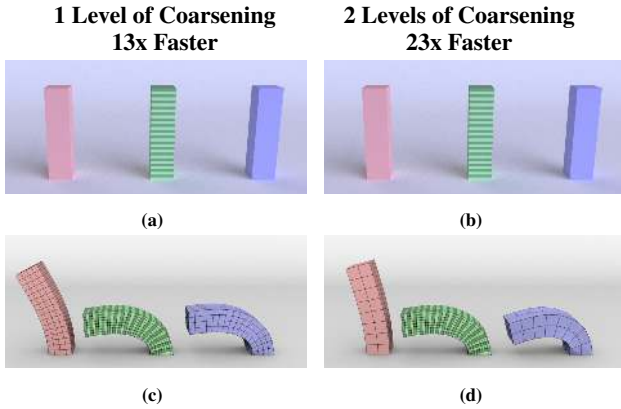 1 Level of Coarsening
13x Faster
2 Levels of Coarsening
23x Faster
(a)
(b)
(c)
(d)